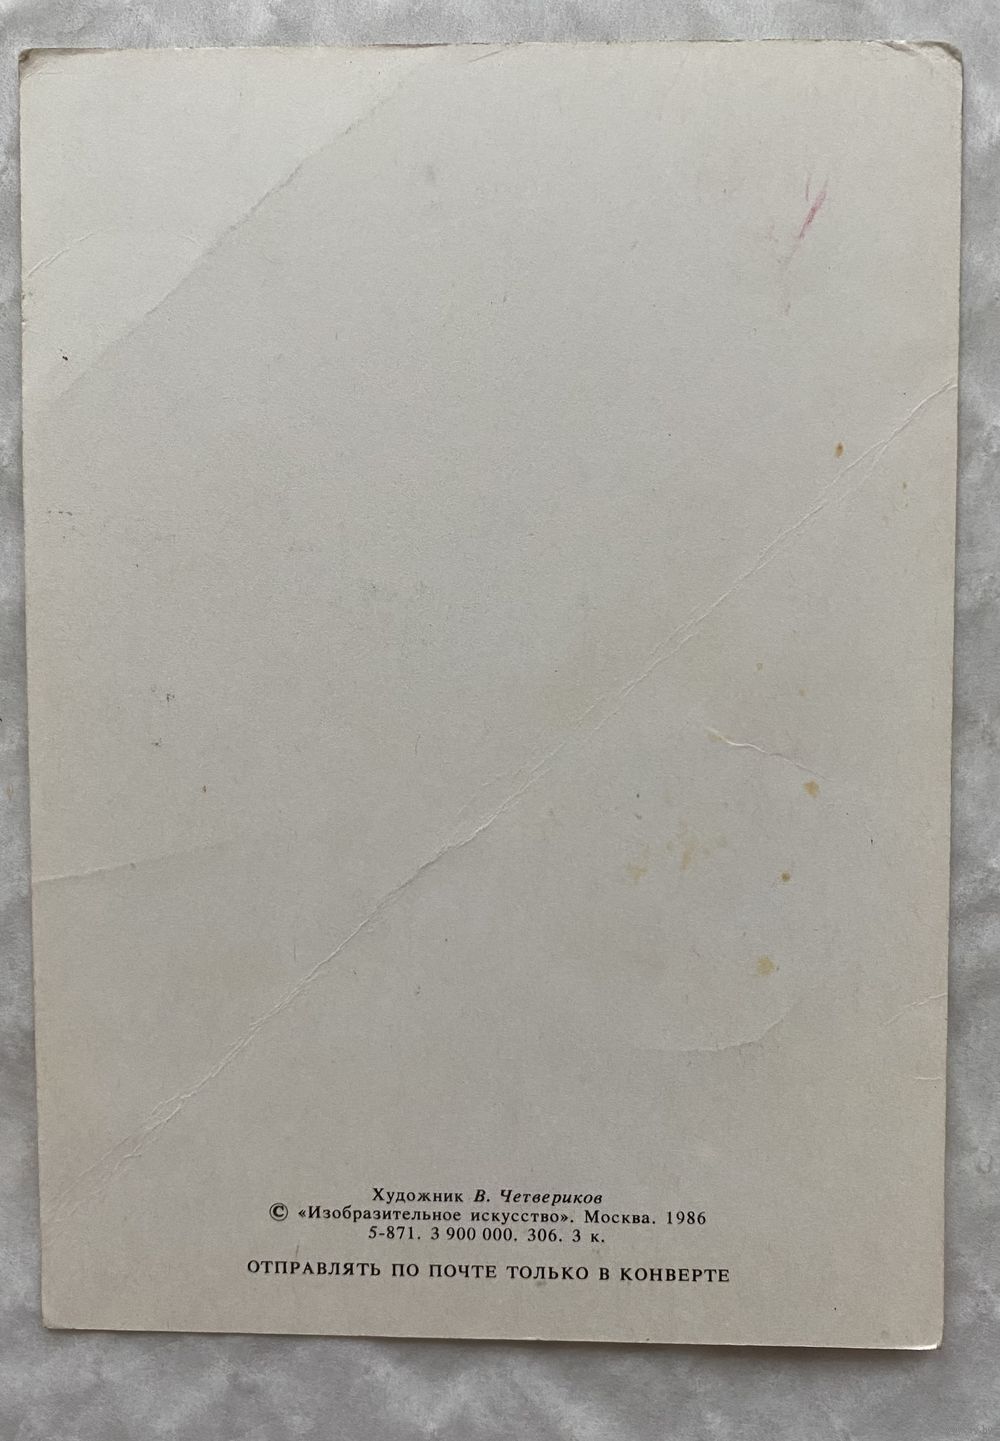 Художник В. Четвериков
© «Изобразительное искусство». Москва. 1986
5-871. 3 900 000. 306. 3 к.
ОТПРАВЛЯТЬ ПО ПОЧТЕ ТОЛЬКО В КОНВЕРТЕ